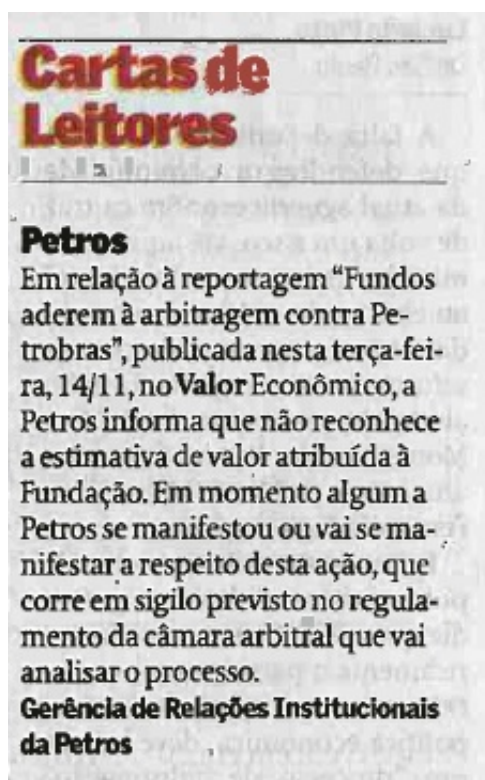 Cartas de
Leitores
Petros
Em relação à reportagem “Fundos
aderem à arbitragem contra Pe-
trobras”, publicada nesta terça-fei-
ra, 14/11, no Valor Econômico, a
Petros informa que não reconhece
a estimativa de valor atribuída à
Fundação. Em momento algum a
Petros se manifestou ou vai se ma-
nifestar a respeito desta ação, que
corre em sigilo previsto no regula-
mento da câmara arbitral que vai
analisar o processo.
Gerência de Relações Institucionais
da Petros